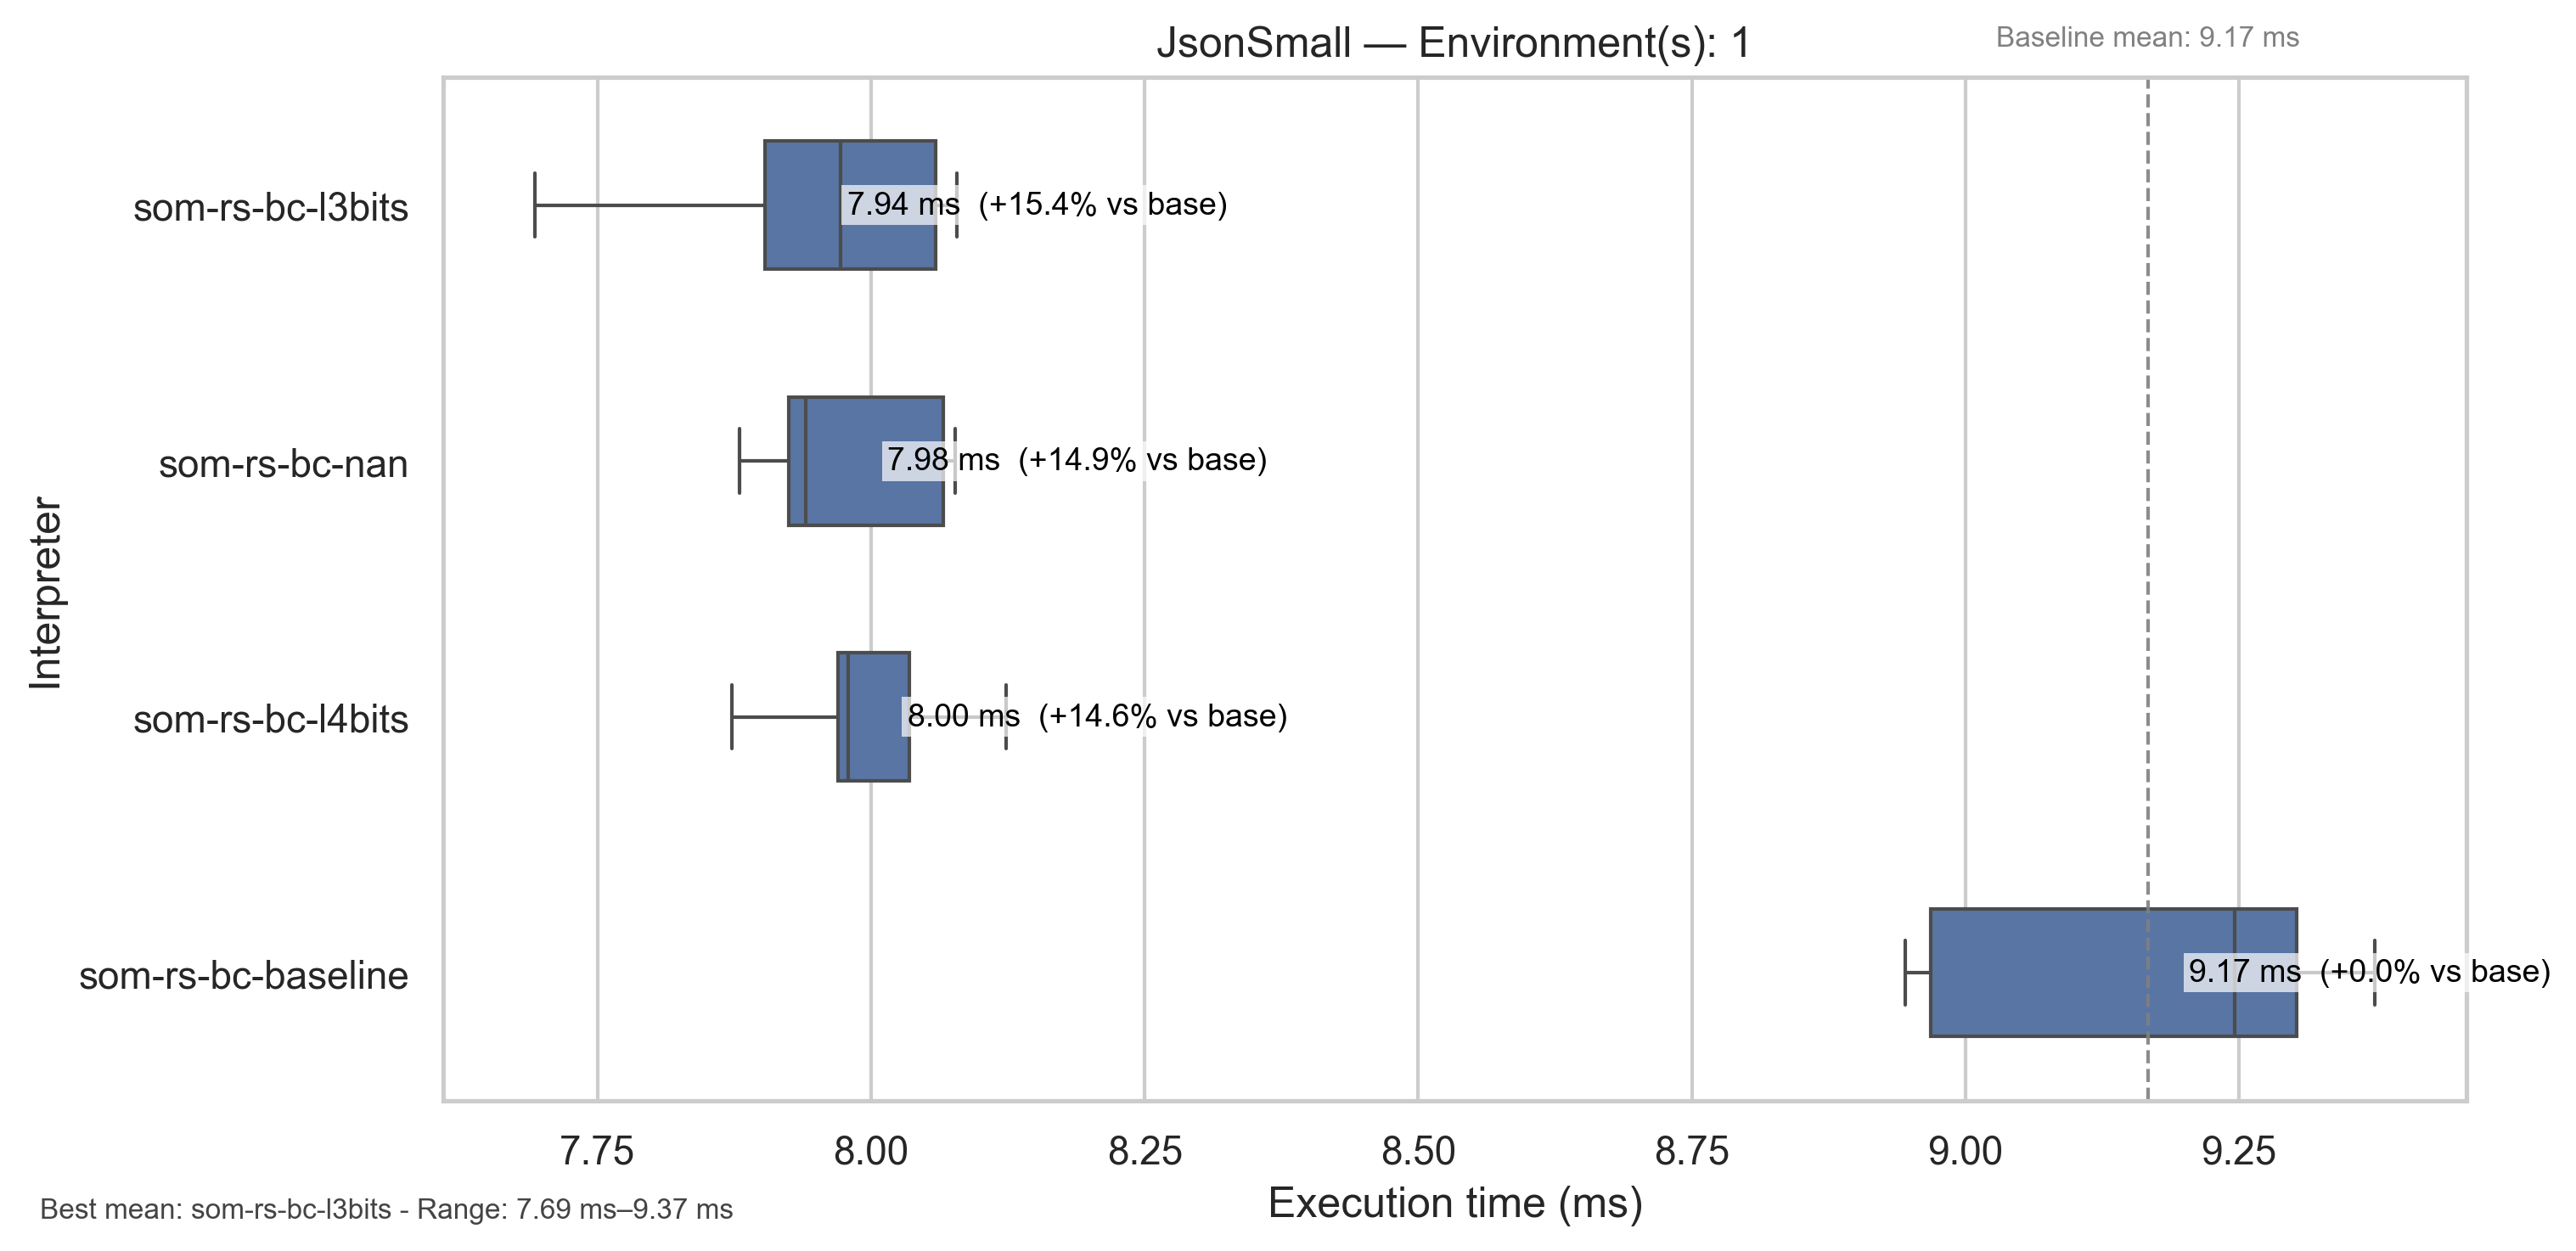 JsonSmall — Environment(s): 1
Baseline mean: 9.17 ms
Interpreter
som-rs-bc-l3bits
7.94 ms (+15.4% vs base)
som-rs-bc-nan
7.98 ms (+14.9% vs base)
som-rs-bc-l4bits
8.00 ms (+14.6% vs base)
som-rs-bc-baseline
9.17 ms (+0.0% vs base)
7.75 8.00 8.25 8.50 8.75 9.00 9.25
Execution time (ms)
Best mean: som-rs-bc-l3bits - Range: 7.69 ms–9.37 ms